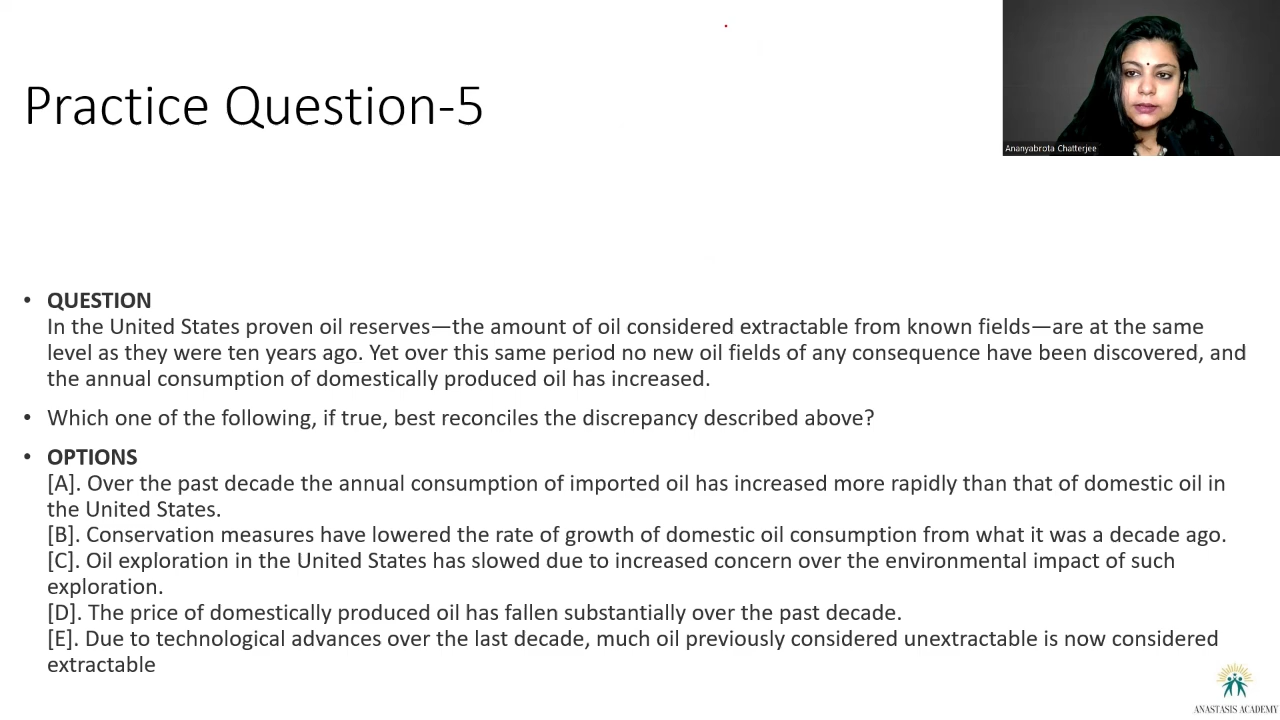 Practice Question-5
Ananyabrota Chatterjee
• QUESTION
In the United States proven oil reserves—the amount of oil considered extractable from known fields—are at the same
level as they were ten years ago. Yet over this same period no new oil fields of any consequence have been discovered, and
the annual consumption of domestically produced oil has increased.
• Which one of the following, if true, best reconciles the discrepancy described above?
• OPTIONS
[A]. Over the past decade the annual consumption of imported oil has increased more rapidly than that of domestic oil in
the United States.
[B]. Conservation measures have lowered the rate of growth of domestic oil consumption from what it was a decade ago.
[C]. Oil exploration in the United States has slowed due to increased concern over the environmental impact of such
exploration.
[D]. The price of domestically produced oil has fallen substantially over the past decade.
[E]. Due to technological advances over the last decade, much oil previously considered unextractable is now considered
extractable
ANASTASIS ACADEMY